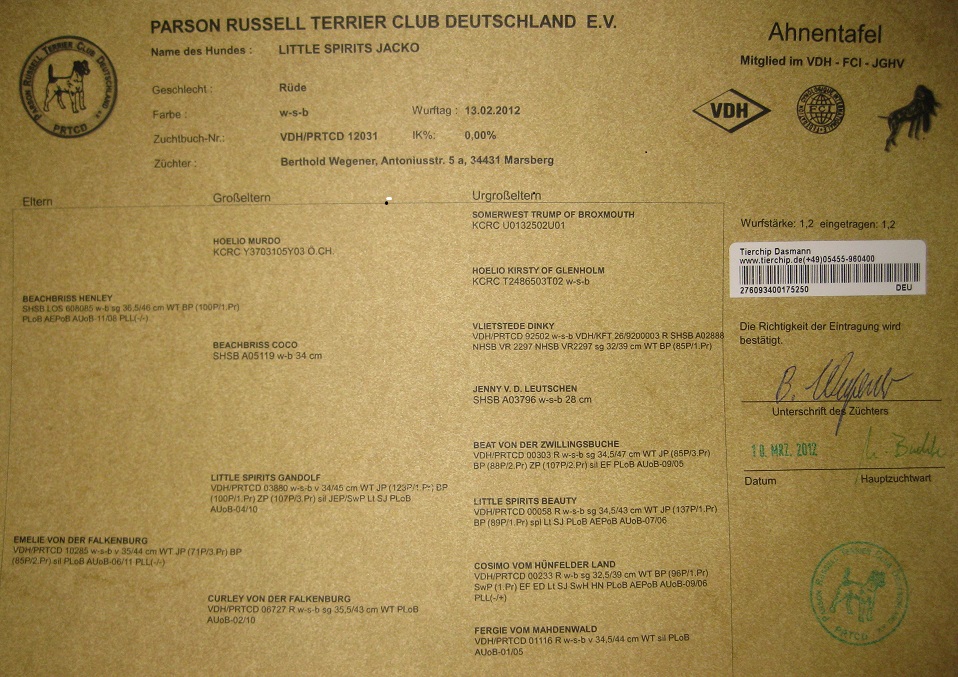 PARSON RUSSELL TERRIER CLUB DEUTSCHLAND E.V.
Name des Hundes : LITTLE SPIRITS JACKO
Geschlecht : Rüde
Farbe : w-s-b Wurftag : 13.02.2012
Zuchtbuch-Nr.: VDH/PRTCD 12031 IK%: 0,00%
Züchter : Berthold Wegener, Antoniusstr. 5 a, 34431 Marsberg
PARSON RUSSELL TERRIER CLUB DEUTSCHLAND e.V.
PRTCD
Ahnentafel
Mitglied im VDH - FCI - JGHV
VDH
FCI
Eltern
Großeltern
Urgroßeltern
BEACHBRISS HENLEY
SHSB LOS 608085 w-b sg 36,5/46 cm WT BP (100P/1.Pr)
PLoB AEPoB AUoB-11/08 PLL(-/-)
EMELIE VON DER FALKENBURG
VDH/PRTCD 10285 w-s-b v 35/44 cm WT JP (71P/3.Pr) BP
(85P/2.Pr) sil PLoB AUoB-06/11 PLL(-/-)
HOELIO MURDO
KCRC Y3703105Y03 Ö.CH.
BEACHBRISS COCO
SHSB A05119 w-b 34 cm
LITTLE SPIRITS GANDOLF
VDH/PRTCD 03880 w-s-b v 34/45 cm WT JP (123P/1.Pr) BP
(100P/1.Pr) ZP (107P/3.Pr) sil JEP/SwP Lt SJ PLoB
AUoB-04/10
CURLEY VON DER FALKENBURG
VDH/PRTCD 06727 R w-s-b sg 35,5/43 cm WT PLoB
AUoB-02/10
SOMERWEST TRUMP OF BROXMOUTH
KCRC U0132502U01
HOELIO KIRSTY OF GLENHOLM
KCRC T2486503T02 w-s-b
VLIETSTEDE DINKY
VDH/PRTCD 92502 w-s-b VDH/KFT 26/9200003 R SHSB A02888
NHSB VR 2297 NHSB VR2297 sg 32/39 cm WT BP (85P/1.Pr)
JENNY V. D. LEUTSCHEN
SHSB A03796 w-s-b 28 cm
BEAT VON DER ZWILLINGSBUCHE
VDH/PRTCD 00303 R w-s-b sg 34,5/47 cm WT JP (85P/3.Pr)
BP (88P/2.Pr) ZP (107P/2.Pr) sil EF PLoB AUoB-09/05
LITTLE SPIRITS BEAUTY
VDH/PRTCD 00058 R w-s-b sg 34,5/43 cm WT JP (137P/1.Pr)
BP (89P/1.Pr) spl Lt SJ PLoB AEPoB AUoB-07/06
COSIMO VOM HÜNFELDER LAND
VDH/PRTCD 00233 R w-b sg 32,5/39 cm WT BP (96P/1.Pr)
SwP (1.Pr) EF ED Lt SJ SwH HN PLoB AEPoB AUoB-09/06
PLL(-/+)
FERGIE VOM MAHDENWALD
VDH/PRTCD 01116 R w-s-b v 34,5/44 cm WT sil PLoB
AUoB-01/05
Wurfstärke: 1,2 eingetragen: 1,2
Tierchip Dasmann
www.tierchip.de(+49)05455-960400
276093400175250 DEU
Die Richtigkeit der Eintragung wird
bestätigt.
B. Wegener
Unterschrift des Züchters
10. MRZ. 2012
Datum Hauptzuchtwart
PARSON RUSSELL TERRIER CLUB DEUTSCHLAND e.V.
PRTCD